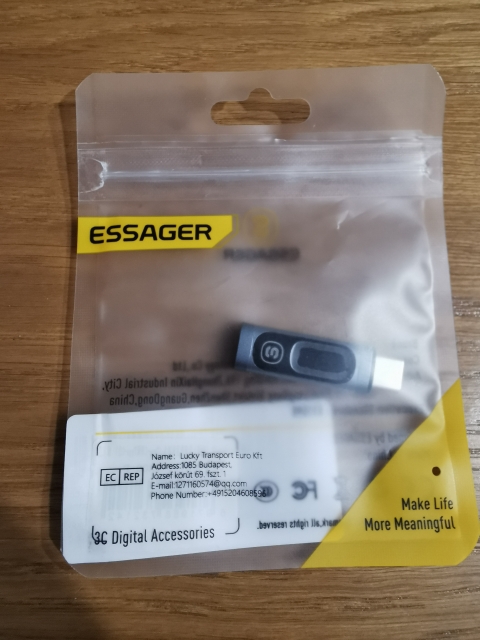 ESSAGER
EC REP
Name: Lucky Transport Euro Kft
Address:1085 Budapest,
József körút 69. fszt. 1
E-mail:1271160574@qq.com
Phone Number:+4915204608596
3C Digital Accessories
Make Life
More Meaningful